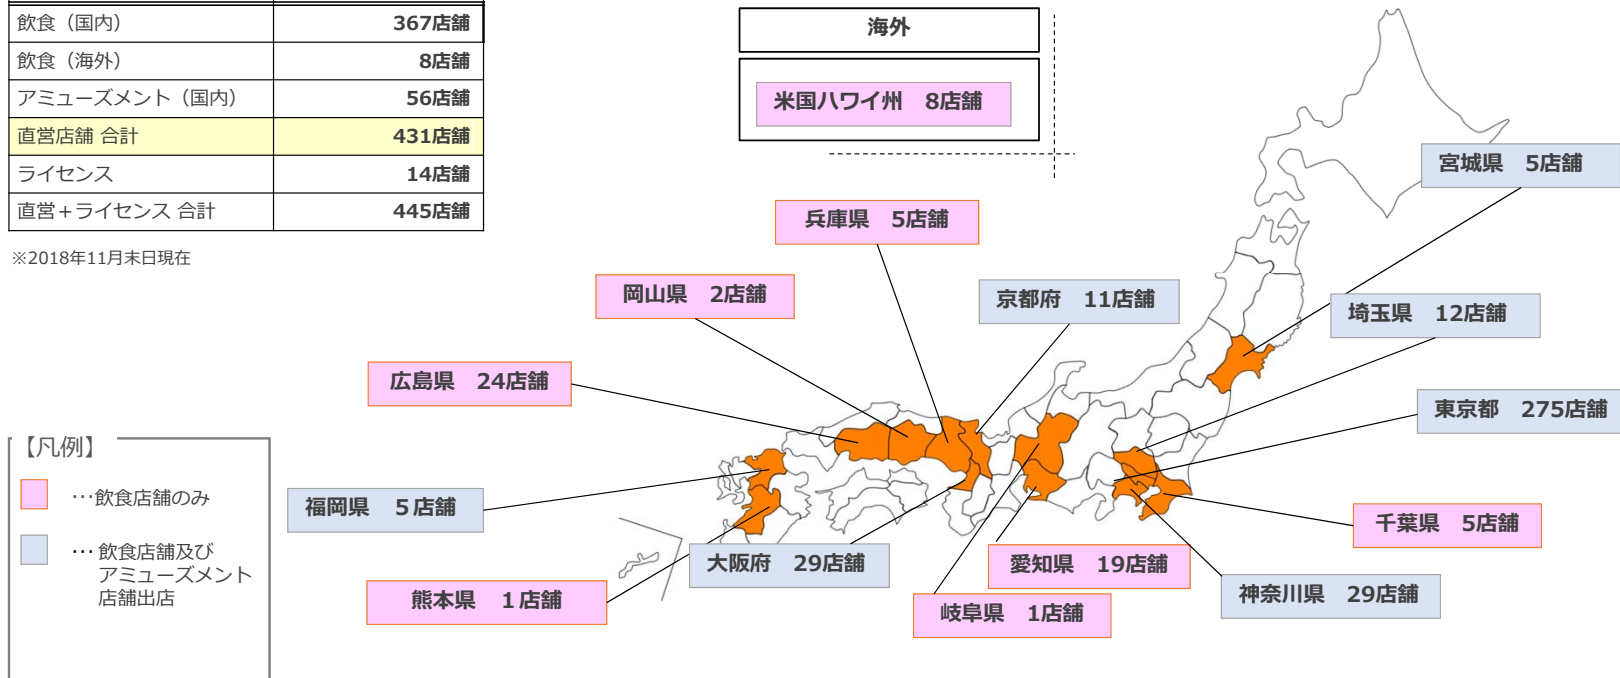 飲食（国内） 367店舗
飲食（海外） 8店舗
アミューズメント（国内） 56店舗
直営店舗 合計 431店舗
ライセンス 14店舗
直営＋ライセンス 合計 445店舗
※2018年11月末日現在
海外
米国ハワイ州 8店舗
宮城県 5店舗
兵庫県 5店舗
岡山県 2店舗
京都府 11店舗
埼玉県 12店舗
広島県 24店舗
東京都 275店舗
【凡例】
…飲食店舗のみ
…飲食店舗及び
アミューズメント
店舗出店
福岡県 5店舗
千葉県 5店舗
大阪府 29店舗
愛知県 19店舗
神奈川県 29店舗
熊本県 1店舗
岐阜県 1店舗